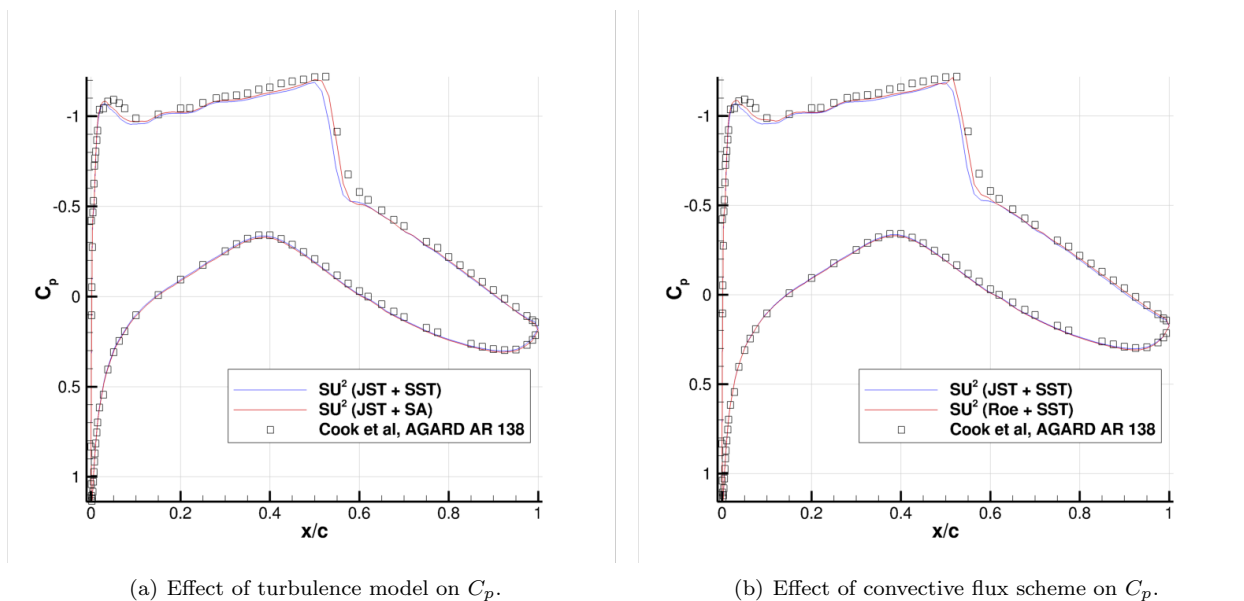 -1
-0.5
0
0.5
1
C_p
SU² (JST + SST)
SU² (JST + SA)
Cook et al, AGARD AR 138
0 0.2 0.4 0.6 0.8 1
x/c
(a) Effect of turbulence model on C_p.
-1
-0.5
0
0.5
1
C_p
SU² (JST + SST)
SU² (Roe + SST)
Cook et al, AGARD AR 138
0 0.2 0.4 0.6 0.8 1
x/c
(b) Effect of convective flux scheme on C_p.